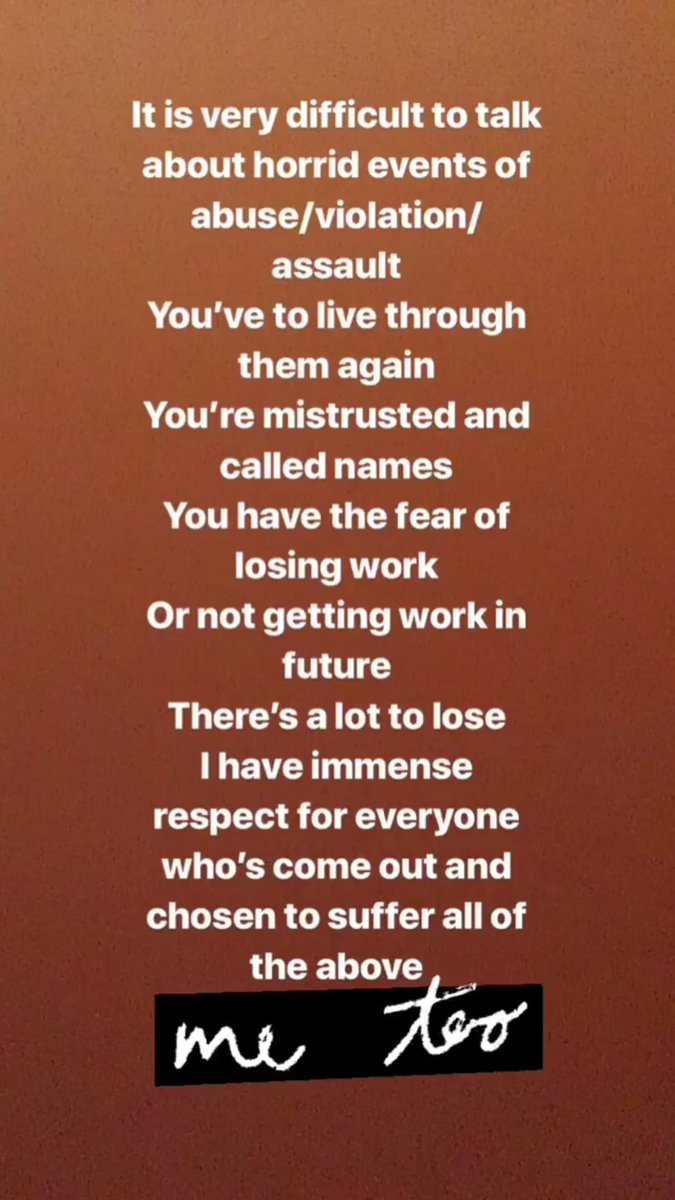 It is very difficult to talk
about horrid events of
abuse/violation/
assault
You’ve to live through
them again
You’re mistrusted and
called names
You have the fear of
losing work
Or not getting work in
future
There’s a lot to lose
I have immense
respect for everyone
who’s come out and
chosen to suffer all of
the above
me too